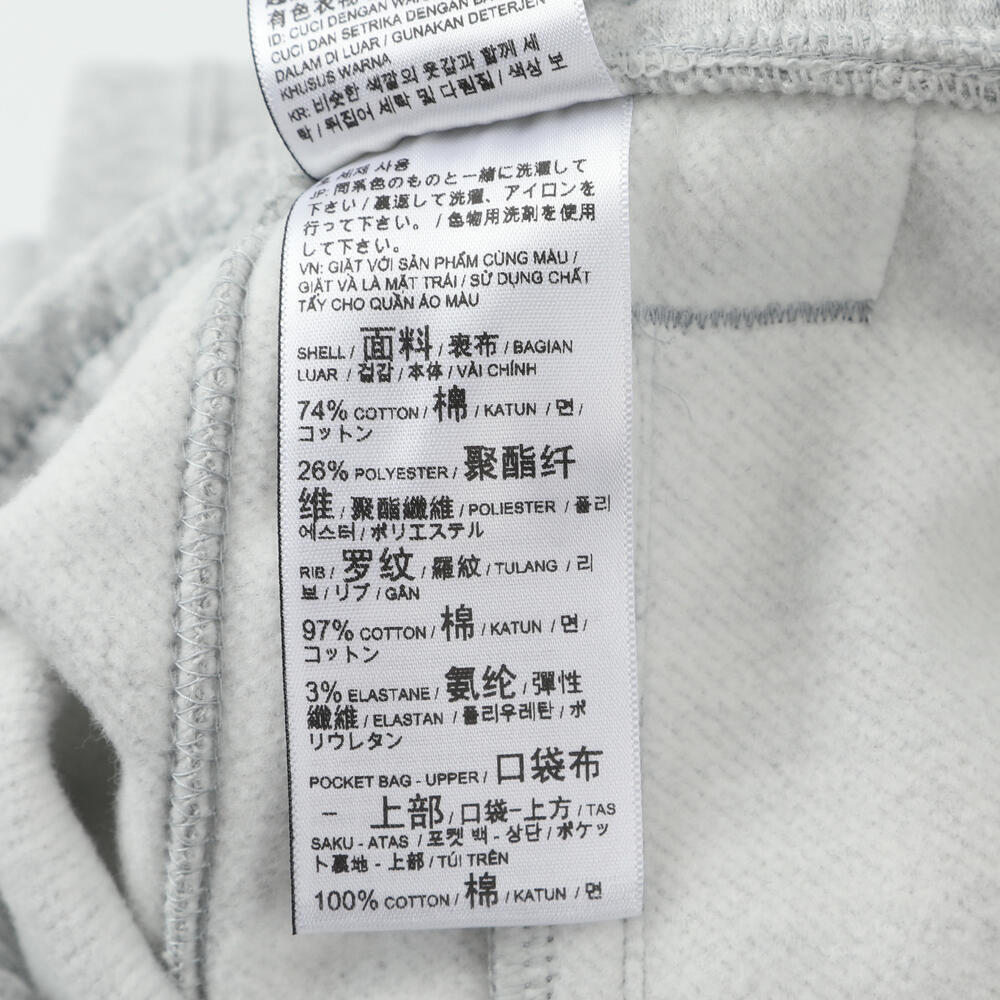 有色衣物
ID: CUCI DENGAN WAR
CUCI DAN SETRIKA DENGAN BA
DALAM DI LUAR / GUNAKAN DETERJEN
KHUSUS WARNA
KR: 비슷한 색깔의 옷감과 함께 세
탁 / 뒤집어 세탁 및 다림질 / 색상 보
세제 사용
JP: 同系色のものと一緒に洗濯して
下さい / 裏返して洗濯、アイロンを
行って下さい。 / 色物用洗剤を使用
して下さい。
VN: GIẶT VỚI SẢN PHẨM CÙNG MÀU /
GIẶT VÀ LÀ MẶT TRÁI / SỬ DỤNG CHẤT
TẨY CHO QUẦN ÁO MÀU
SHELL / 面料 / 表布 / BAGIAN
LUAR / 겉감 / 本体 / VẢI CHÍNH
74% COTTON / 棉 / KATUN / 면 /
コットン
26% POLYESTER / 聚酯纤
维 / 聚酯纖維 / POLIESTER / 폴리
에스터 / ポリエステル
RIB / 罗纹 / 羅紋 / TULANG / 리
브 / リブ / GÂN
97% COTTON / 棉 / KATUN / 면 /
コットン
3% ELASTANE / 氨纶 / 彈性
纖維 / ELASTAN / 폴리우레탄 / ポ
リウレタン
POCKET BAG - UPPER / 口袋布
- 上部 / 口袋-上方 / TAS
SAKU - ATAS / 포켓 백 - 상단 / ポケッ
ト裏地 - 上部 / TÚI TRÊN
100% COTTON / 棉 / KATUN / 면